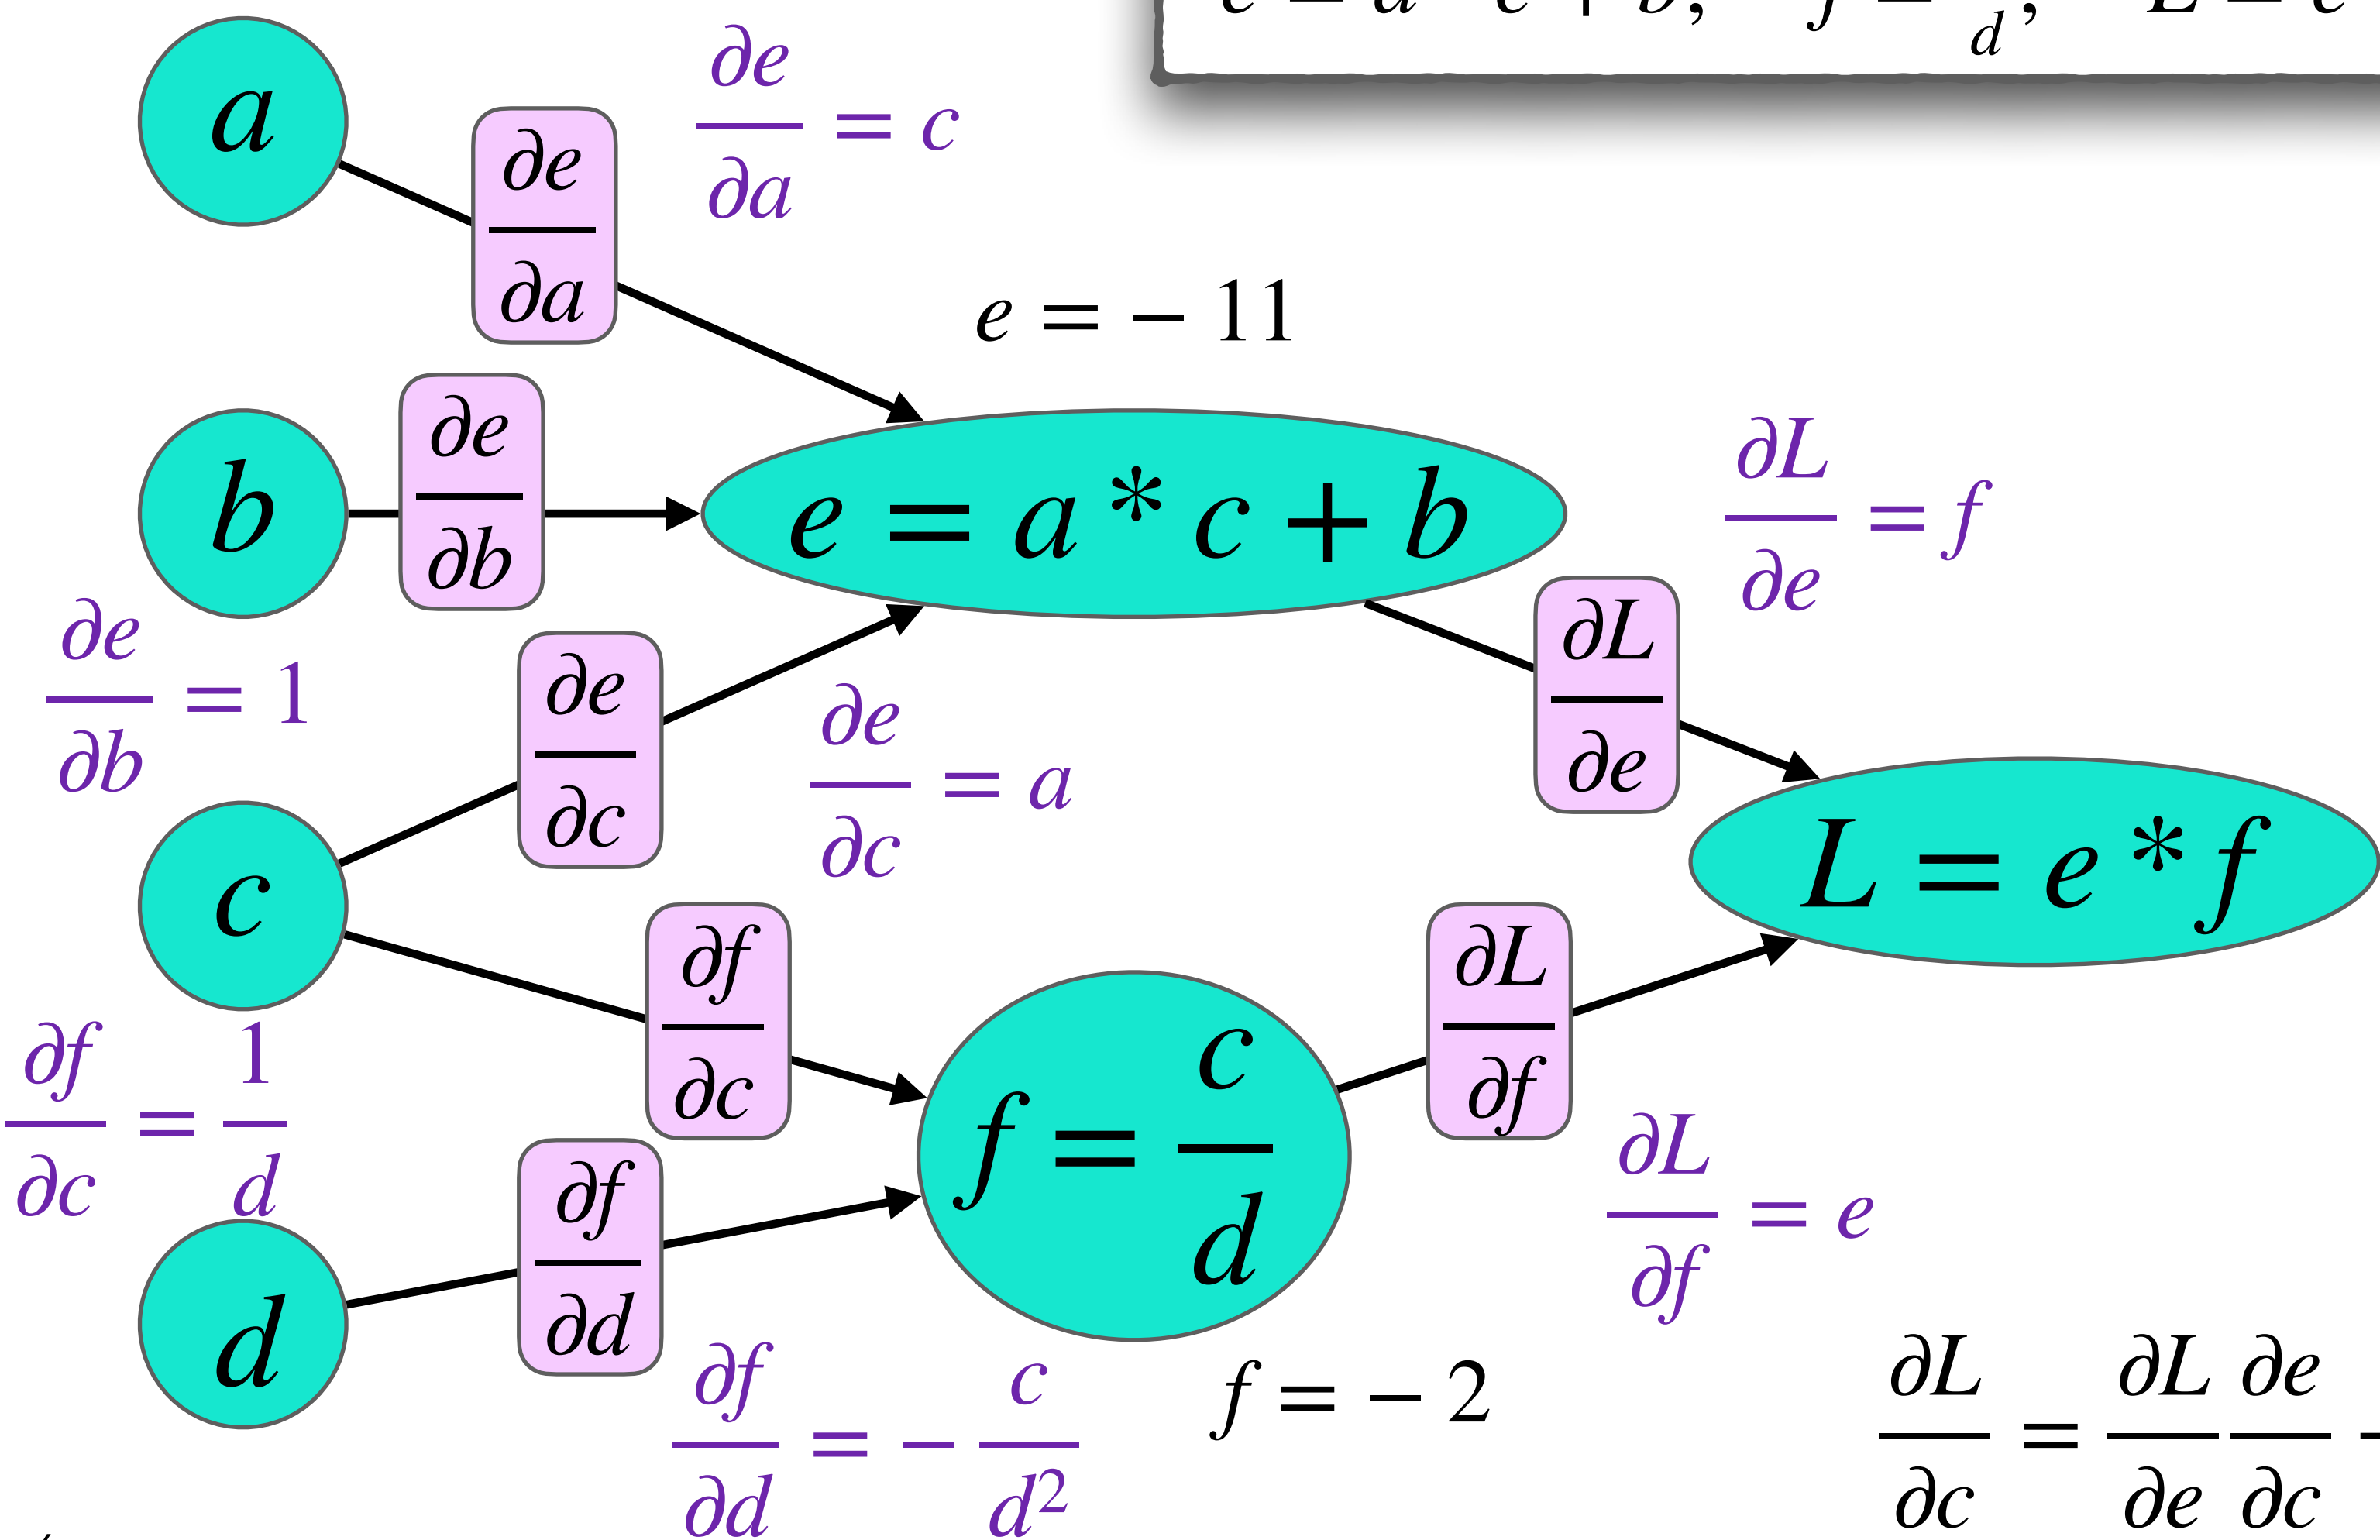 a
∂e/∂a = c
∂e/∂a
e = − 11
b
∂e/∂b
e = a * c + b
∂L/∂e = f
∂e/∂b = 1
∂e/∂c
∂e/∂c = a
∂L/∂e
c
L = e * f
∂f/∂c
∂L/∂f
∂f/∂c = 1/d
f = c/d
∂L/∂f = e
d
∂f/∂d
∂f/∂d = − c/d²
f = − 2
∂L/∂c = ∂L/∂e ∂e/∂c